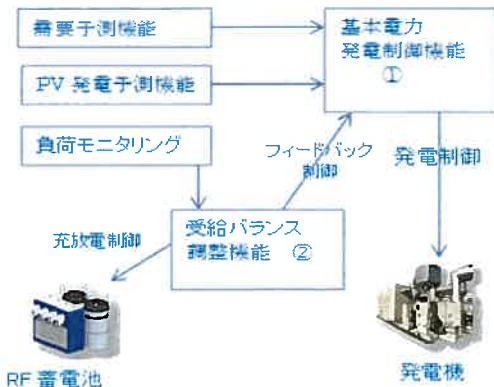 需要予測機能
基本電力
発電制御機能
①
PV 発電予測機能
負荷モニタリング
フィードバック
制御
発電制御
受給バランス
調整機能 ②
充放電制御
RF 蓄電池
発電機